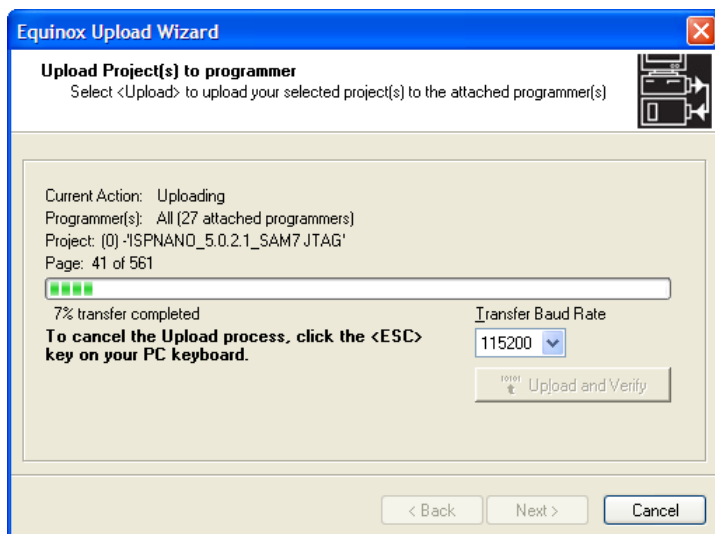 Equinox Upload Wizard
Upload Project(s) to programmer
Select <Upload> to upload your selected project(s) to the attached programmer(s)
Current Action: Uploading
Programmer(s): All (27 attached programmers)
Project: (0) -'ISPNANO_5.0.2.1_SAM7 JTAG'
Page: 41 of 561
7% transfer completed
To cancel the Upload process, click the <ESC>
key on your PC keyboard.
Transfer Baud Rate
115200
Upload and Verify
< Back
Next >
Cancel